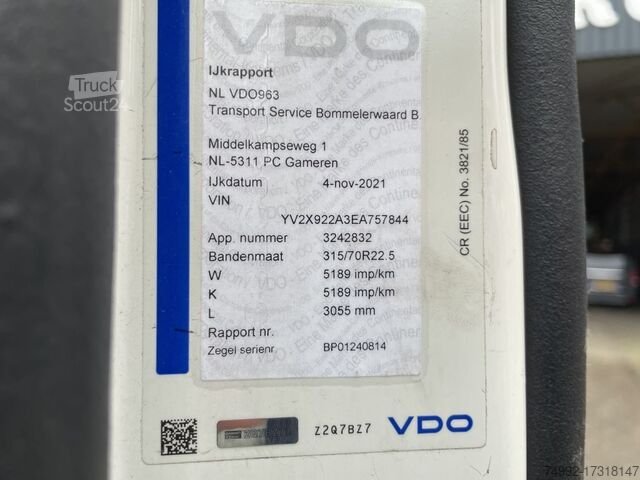 VDO
IJkrapport
NL VDO963
Transport Service Bommelerwaard B
Middelkampseweg 1
NL-5311 PC Gameren
IJkdatum 4-nov-2021
VIN
YV2X922A3EA757844
App. nummer 3242832
Bandenmaat 315/70R22.5
W 5189 imp/km
K 5189 imp/km
L 3055 mm
Rapport nr.
Zegel serienr BP01240814
CR (EEC) No. 3821/85
Z2Q7BZ7
VDO
Truck
Scout24
74992-17318147